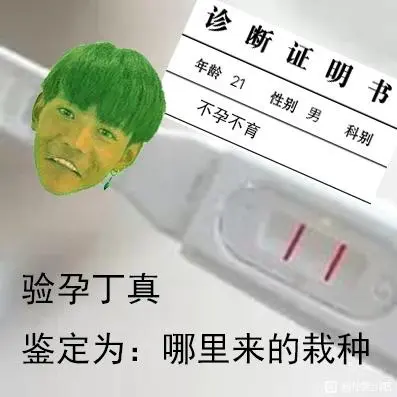 诊断证明书
年龄 21 性别 男 科别
不孕不育
验孕丁真
鉴定为：哪里来的栽种